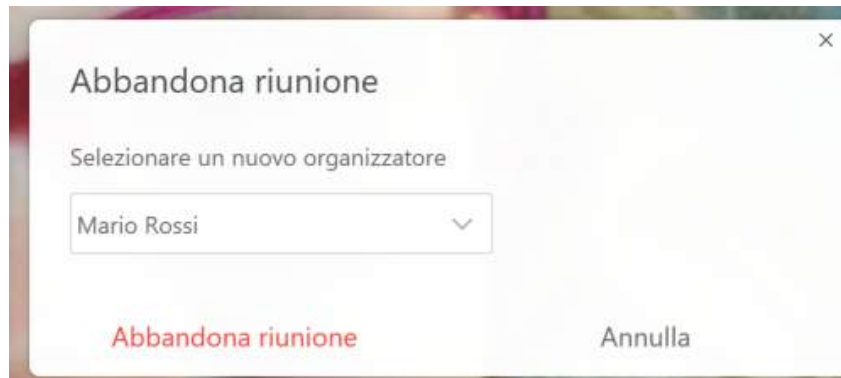 Abbandona riunione
Selezionare un nuovo organizzatore
Mario Rossi
Abbandona riunione Annulla